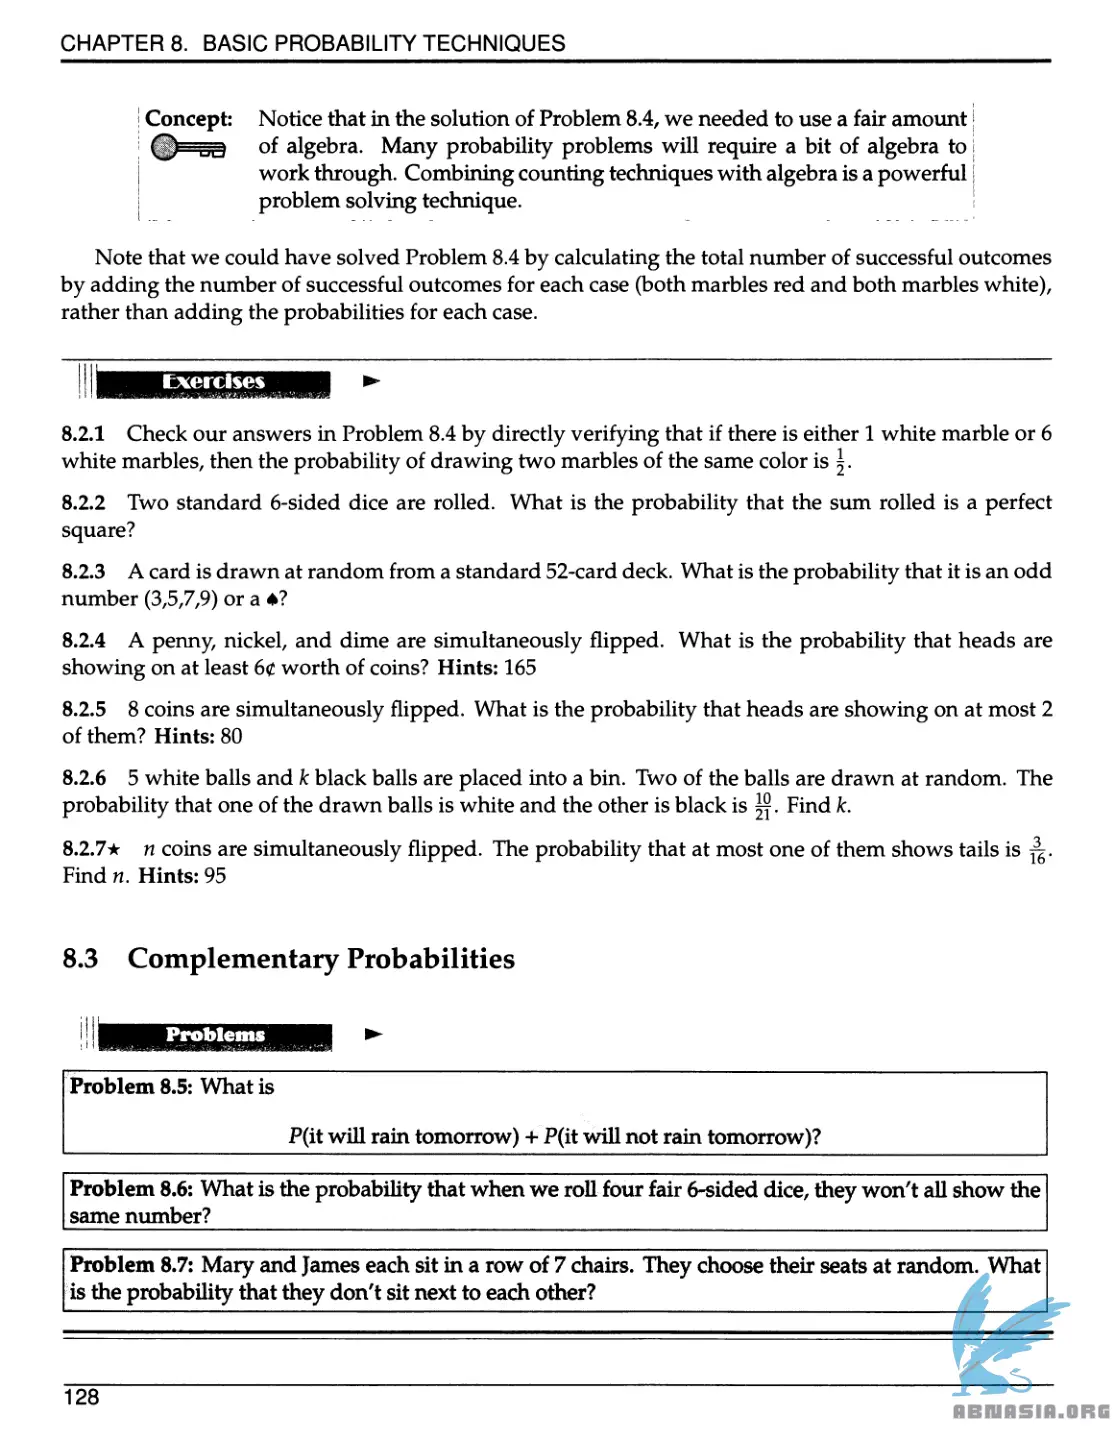 CHAPTER 8. BASIC PROBABILITY TECHNIQUES
Concept: Notice that in the solution of Problem 8.4, we needed to use a fair amount
of algebra. Many probability problems will require a bit of algebra to
work through. Combining counting techniques with algebra is a powerful
problem solving technique.
Note that we could have solved Problem 8.4 by calculating the total number of successful outcomes
by adding the number of successful outcomes for each case (both marbles red and both marbles white),
rather than adding the probabilities for each case.
Exercises
8.2.1 Check our answers in Problem 8.4 by directly verifying that if there is either 1 white marble or 6
white marbles, then the probability of drawing two marbles of the same color is 1/2.
8.2.2 Two standard 6-sided dice are rolled. What is the probability that the sum rolled is a perfect
square?
8.2.3 A card is drawn at random from a standard 52-card deck. What is the probability that it is an odd
number (3,5,7,9) or a ♠?
8.2.4 A penny, nickel, and dime are simultaneously flipped. What is the probability that heads are
showing on at least 6¢ worth of coins? Hints: 165
8.2.5 8 coins are simultaneously flipped. What is the probability that heads are showing on at most 2
of them? Hints: 80
8.2.6 5 white balls and k black balls are placed into a bin. Two of the balls are drawn at random. The
probability that one of the drawn balls is white and the other is black is 10/21. Find k.
8.2.7★ n coins are simultaneously flipped. The probability that at most one of them shows tails is 3/16.
Find n. Hints: 95
8.3 Complementary Probabilities
Problems
Problem 8.5: What is
P(it will rain tomorrow) + P(it will not rain tomorrow)?
Problem 8.6: What is the probability that when we roll four fair 6-sided dice, they won't all show the
same number?
Problem 8.7: Mary and James each sit in a row of 7 chairs. They choose their seats at random. What
is the probability that they don't sit next to each other?
128
ABNASIA.ORG